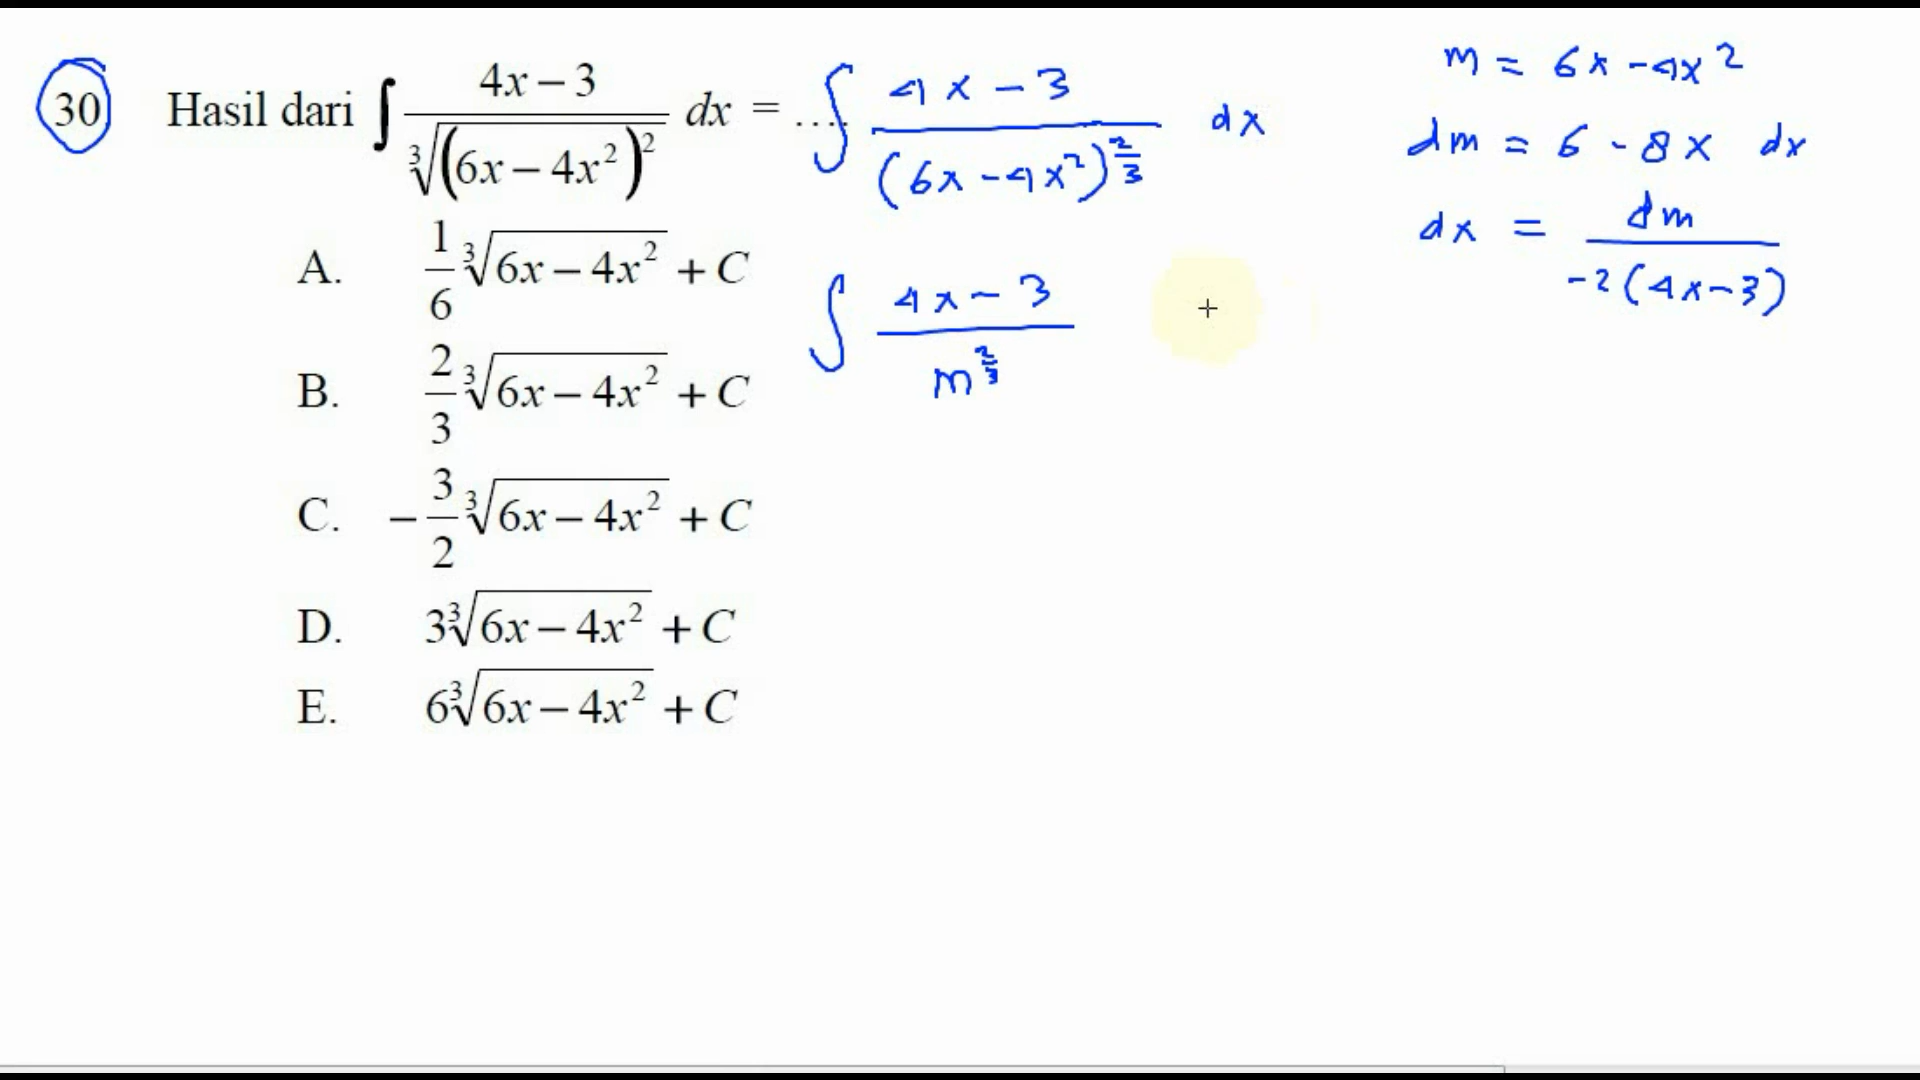 30 Hasil dari ∫ (4x – 3)/∛((6x – 4x²)²) dx = ....
A. 1/6 ∛(6x – 4x²) + C
B. 2/3 ∛(6x – 4x²) + C
C. – 3/2 ∛(6x – 4x²) + C
D. 3∛(6x – 4x²) + C
E. 6∛(6x – 4x²) + C
∫ (4x – 3)/(6x – 4x²)^(2/3) dx
∫ (4x – 3)/m^(2/3)
m = 6x – 4x²
dm = 6 – 8x dx
dx = dm/(–2(4x–3))